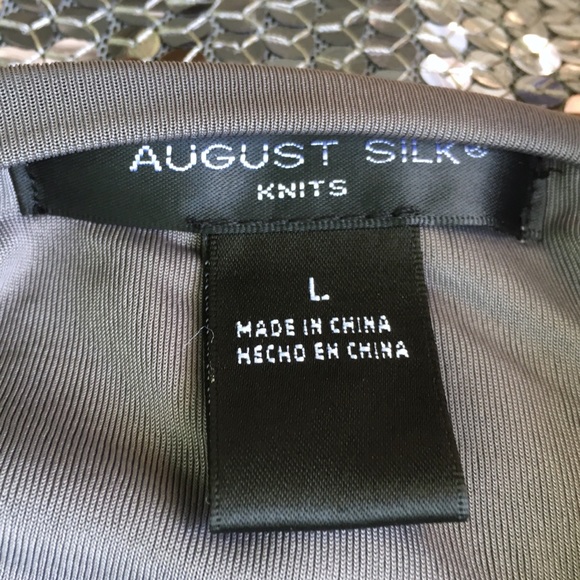 AUGUST SILK®
KNITS
L
MADE IN CHINA
HECHO EN CHINA